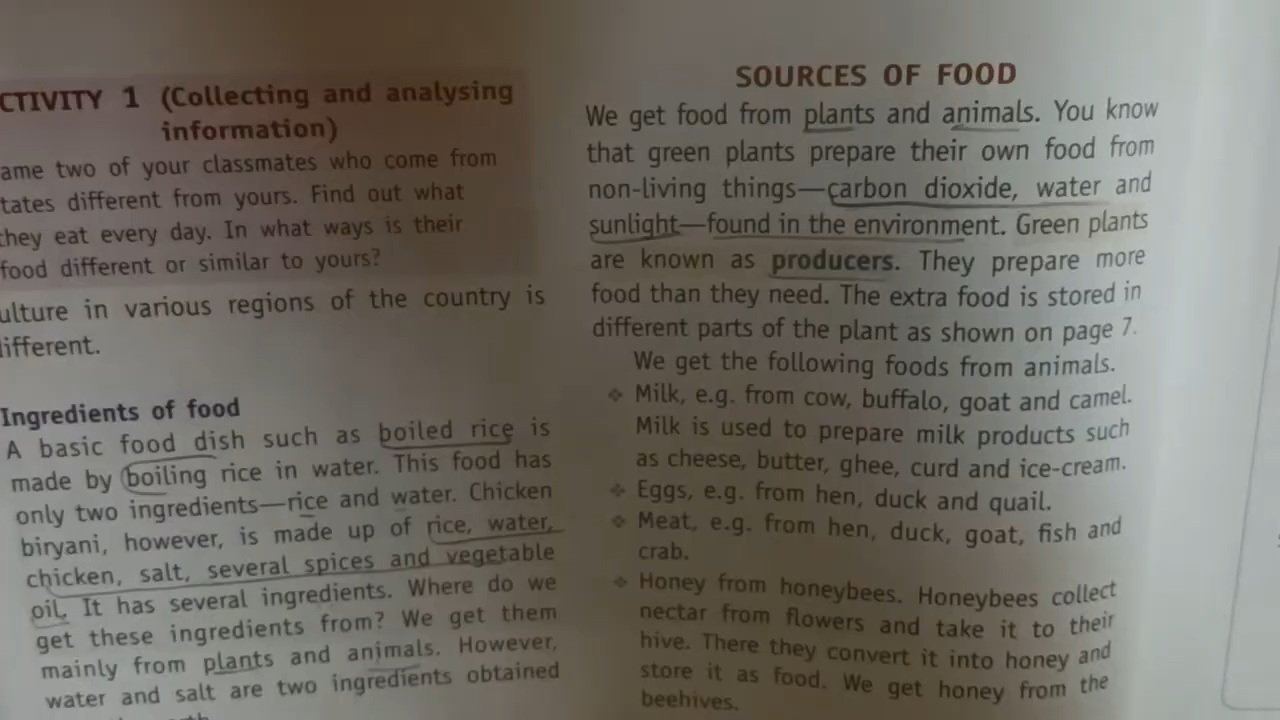 CTIVITY 1 (Collecting and analysing
information)
ame two of your classmates who come from
tates different from yours. Find out what
they eat every day. In what ways is their
food different or similar to yours?
ulture in various regions of the country is
ifferent.
Ingredients of food
A basic food dish such as boiled rice is
made by boiling rice in water. This food has
only two ingredients—rice and water. Chicken
biryani, however, is made up of rice, water,
chicken, salt, several spices and vegetable
oil. It has several ingredients. Where do we
get these ingredients from? We get them
mainly from plants and animals. However,
water and salt are two ingredients obtained
SOURCES OF FOOD
We get food from plants and animals. You know
that green plants prepare their own food from
non-living things—carbon dioxide, water and
sunlight—found in the environment. Green plants
are known as producers. They prepare more
food than they need. The extra food is stored in
different parts of the plant as shown on page 7.
We get the following foods from animals.
❖ Milk, e.g. from cow, buffalo, goat and camel.
Milk is used to prepare milk products such
as cheese, butter, ghee, curd and ice-cream.
❖ Eggs, e.g. from hen, duck and quail.
❖ Meat, e.g. from hen, duck, goat, fish and
crab.
❖ Honey from honeybees. Honeybees collect
nectar from flowers and take it to their
hive. There they convert it into honey and
store it as food. We get honey from the
beehives.